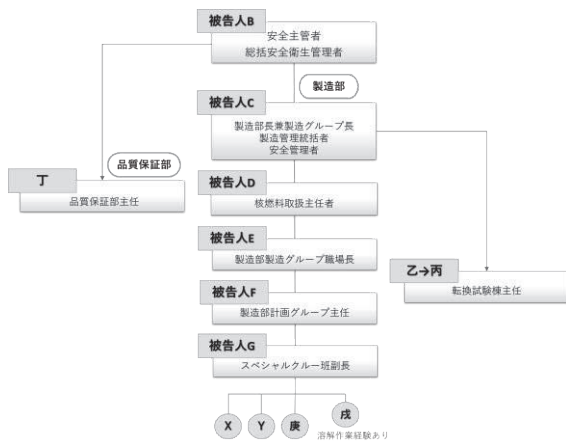 被告人B
安全主管者
総括安全衛生管理者
製造部
被告人C
製造部長兼製造グループ長
製造管理統括者
安全管理者
品質保証部
丁
品質保証部主任
被告人D
核燃料取扱主任者
被告人E
製造部製造グループ職場長
乙→丙
転換試験棟主任
被告人F
製造部計画グループ主任
被告人G
スペシャルクルー班副長
X
Y
庚
戌
溶解作業経験あり